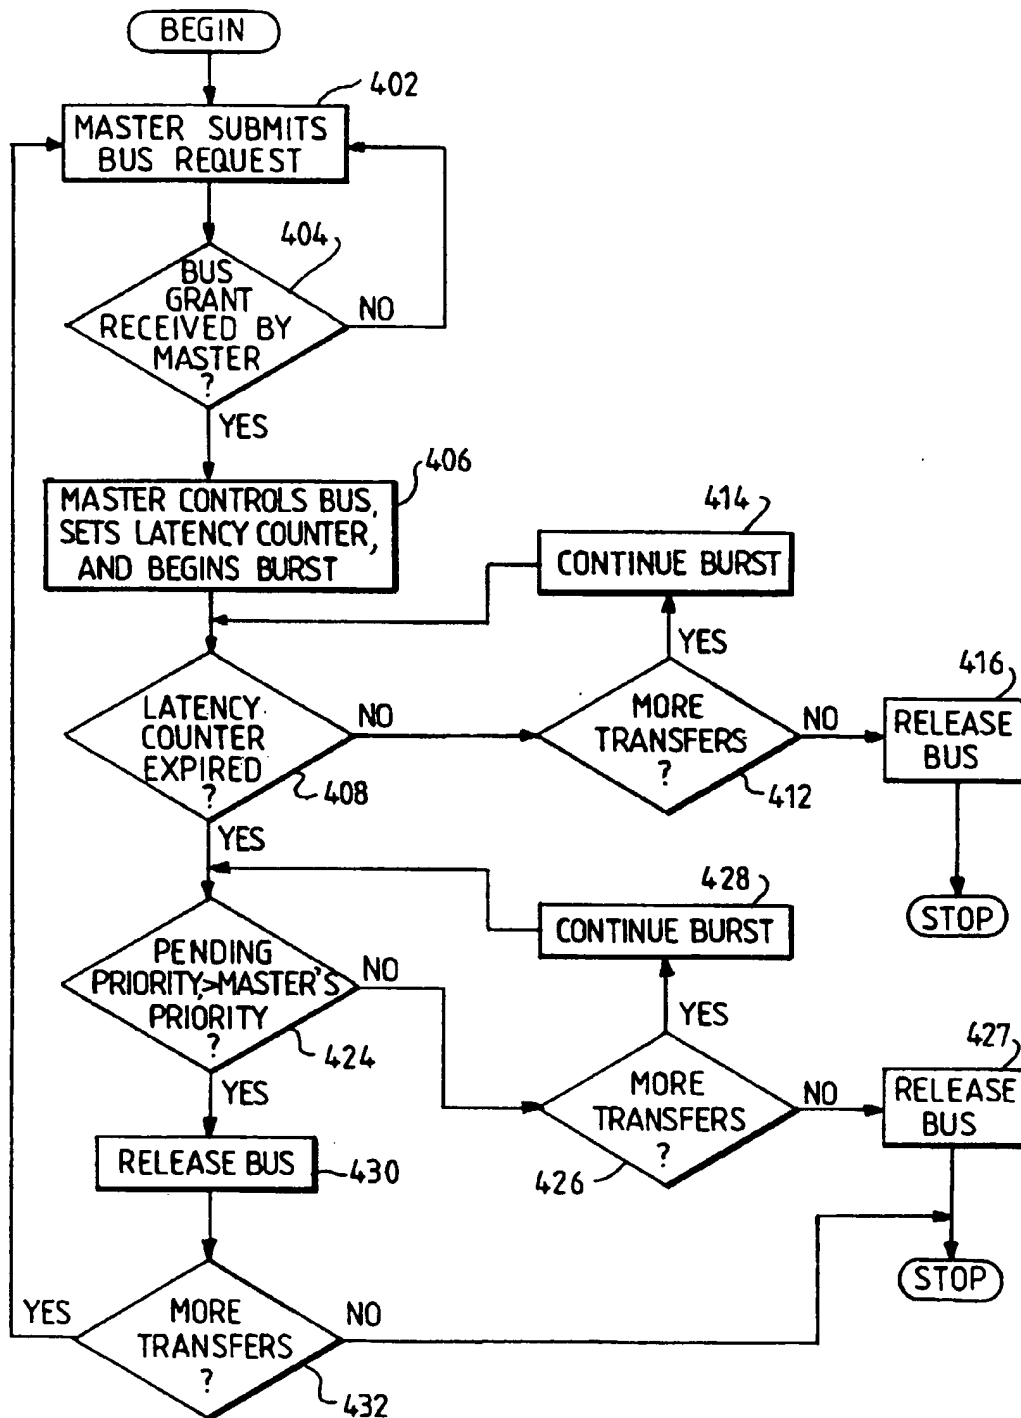 BEGIN
402
MASTER SUBMITS
BUS REQUEST
404
BUS
GRANT
RECEIVED BY
MASTER
?
NO
YES
406
MASTER CONTROLS BUS,
SETS LATENCY COUNTER,
AND BEGINS BURST
414
CONTINUE BURST
YES
LATENCY
COUNTER
EXPIRED
?
408
NO
MORE
TRANSFERS
?
412
NO
416
RELEASE
BUS
STOP
YES
428
CONTINUE BURST
YES
PENDING
PRIORITY>MASTER'S
PRIORITY
?
424
NO
MORE
TRANSFERS
?
426
NO
427
RELEASE
BUS
STOP
YES
RELEASE BUS
430
YES
MORE
TRANSFERS
?
432
NO